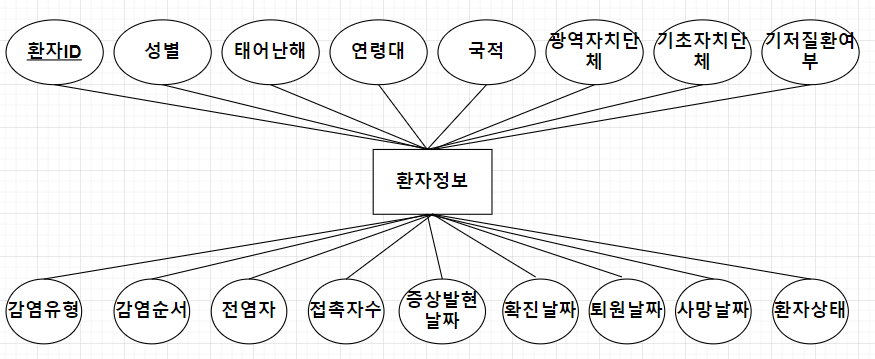 환자ID
성별
태어난해
연령대
국적
광역자치단
체
기초자치단
체
기저질환여
부
환자정보
감염유형
감염순서
전염자
접촉자수
증상발현
날짜
확진날짜
퇴원날짜
사망날짜
환자상태